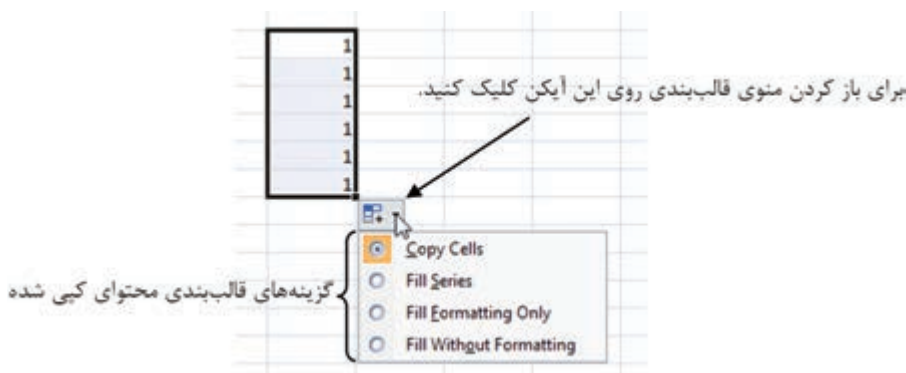 1
1
1
1
1
1
برای باز کردن منوی قالب‌بندی روی این آیکن کلیک کنید.
Copy Cells
Fill Series
Fill Formatting Only
Fill Without Formatting
گزینه‌های قالب‌بندی محتوای کپی شده